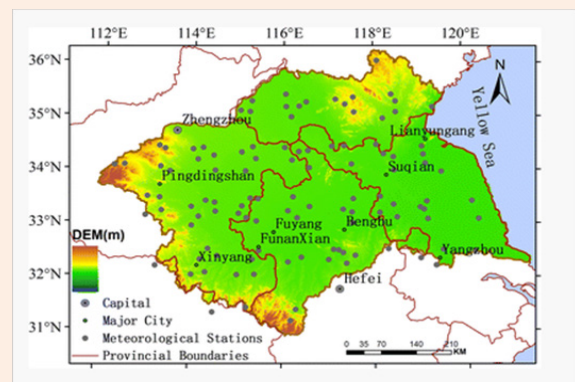 112°E 114°E 116°E 118°E 120°E
36°N
35°N
34°N
33°N
32°N
31°N
N
Yellow Sea
Zhengzhou
Lianyungang
Pingdingshan
Suqian
Fuyang
Bengbu
FunanXian
Xinyang
Yangzhou
Hefei
DEM(m)
Capital
Major City
Meteorological Stations
Provincial Boundaries
0 35 70 140 210
KM